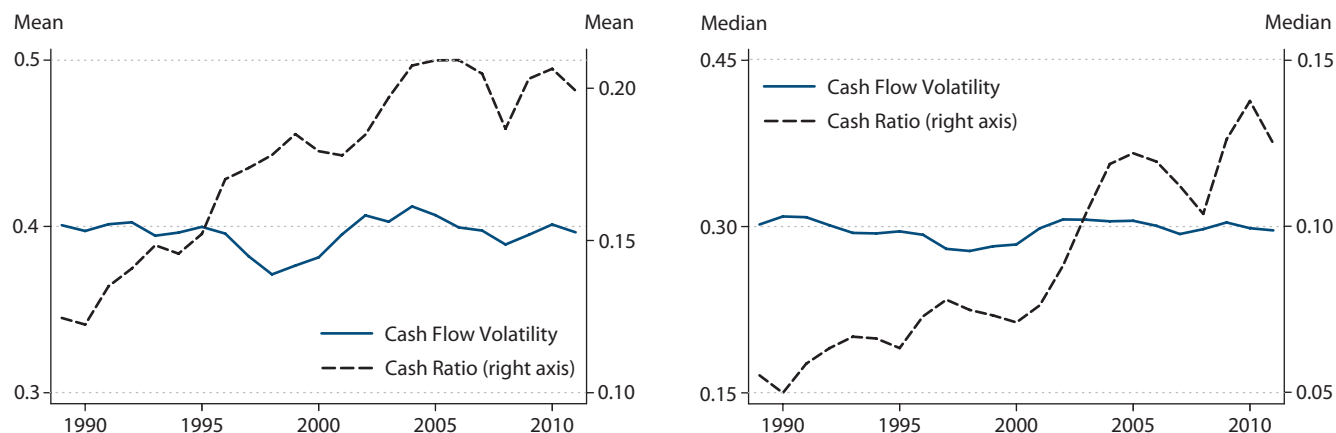 Mean
Mean
0.5
0.4
0.3
0.20
0.15
0.10
Cash Flow Volatility
Cash Ratio (right axis)
1990 1995 2000 2005 2010
Median
Median
0.45
0.30
0.15
0.15
0.10
0.05
Cash Flow Volatility
Cash Ratio (right axis)
1990 1995 2000 2005 2010